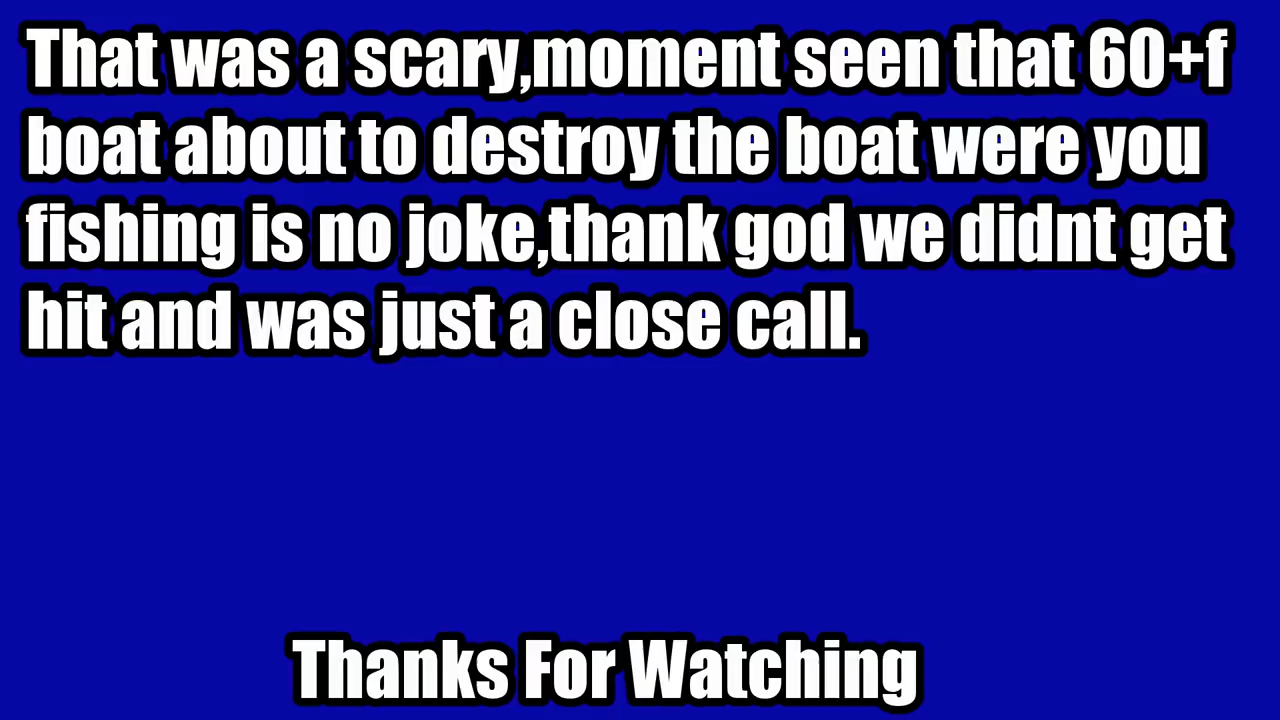 That was a scary,moment seen that 60+f
boat about to destroy the boat were you
fishing is no joke,thank god we didnt get
hit and was just a close call.
Thanks For Watching